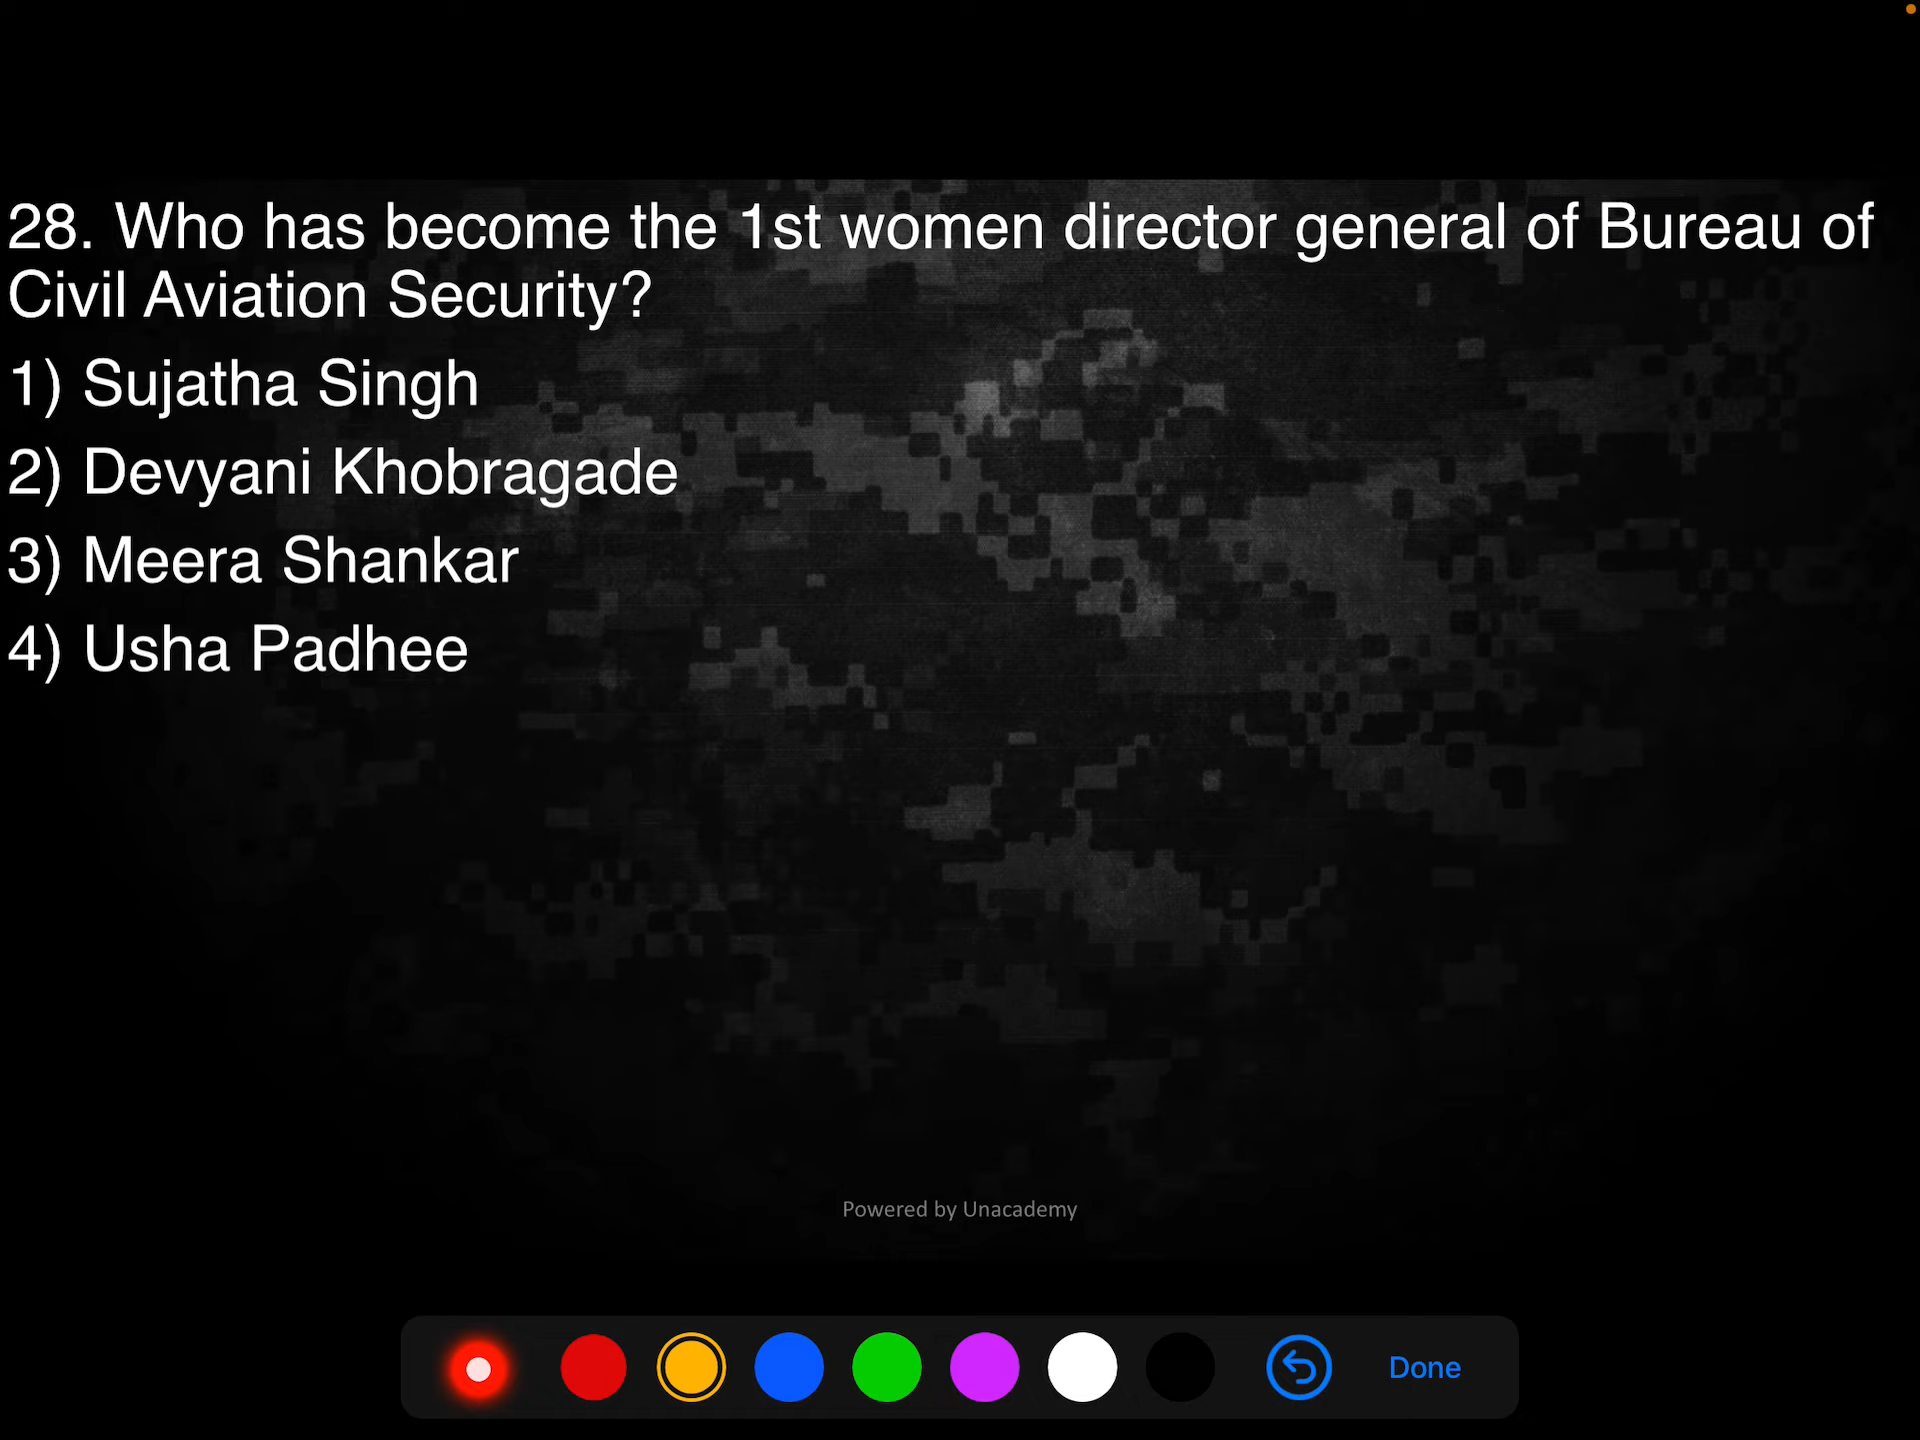 28. Who has become the 1st women director general of Bureau of
Civil Aviation Security?
1) Sujatha Singh
2) Devyani Khobragade
3) Meera Shankar
4) Usha Padhee
Powered by Unacademy
Done